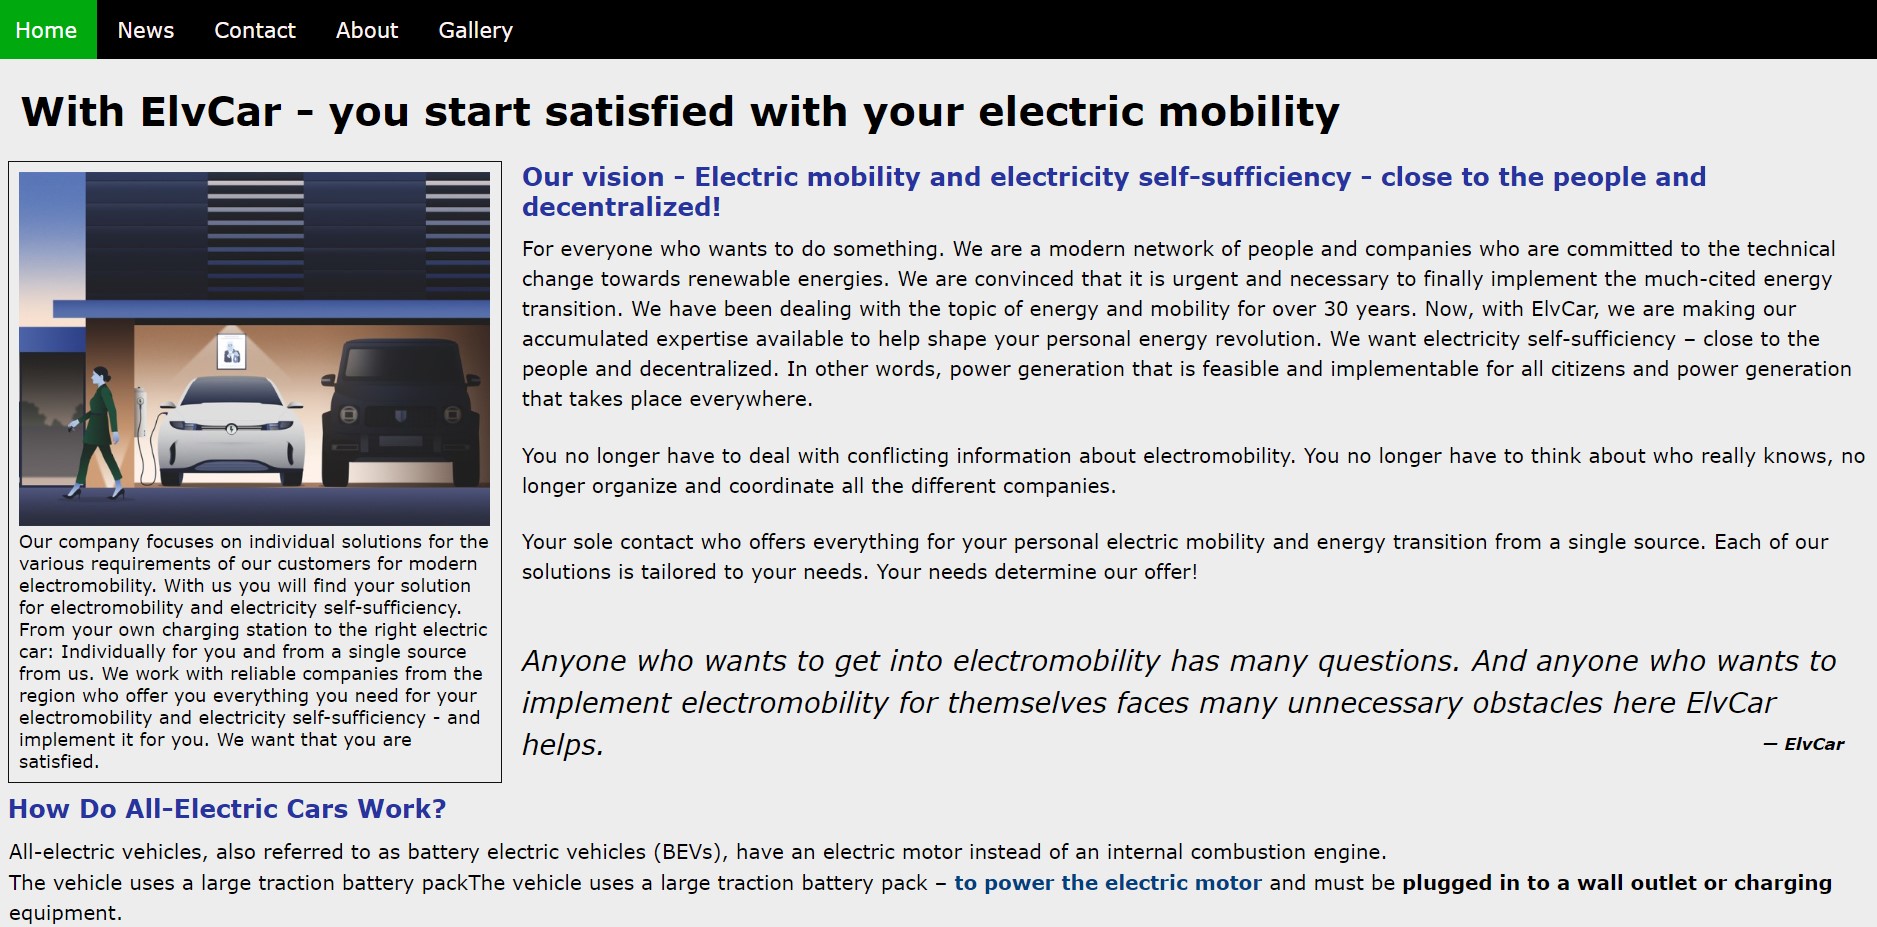 Home News Contact About Gallery
With ElvCar - you start satisfied with your electric mobility
Our company focuses on individual solutions for the
various requirements of our customers for modern
electromobility. With us you will find your solution
for electromobility and electricity self-sufficiency.
From your own charging station to the right electric
car: Individually for you and from a single source
from us. We work with reliable companies from the
region who offer you everything you need for your
electromobility and electricity self-sufficiency - and
implement it for you. We want that you are
satisfied.
Our vision - Electric mobility and electricity self-sufficiency - close to the people and
decentralized!
For everyone who wants to do something. We are a modern network of people and companies who are committed to the technical
change towards renewable energies. We are convinced that it is urgent and necessary to finally implement the much-cited energy
transition. We have been dealing with the topic of energy and mobility for over 30 years. Now, with ElvCar, we are making our
accumulated expertise available to help shape your personal energy revolution. We want electricity self-sufficiency – close to the
people and decentralized. In other words, power generation that is feasible and implementable for all citizens and power generation
that takes place everywhere.
You no longer have to deal with conflicting information about electromobility. You no longer have to think about who really knows, no
longer organize and coordinate all the different companies.
Your sole contact who offers everything for your personal electric mobility and energy transition from a single source. Each of our
solutions is tailored to your needs. Your needs determine our offer!
Anyone who wants to get into electromobility has many questions. And anyone who wants to
implement electromobility for themselves faces many unnecessary obstacles here ElvCar
helps.
— ElvCar
How Do All-Electric Cars Work?
All-electric vehicles, also referred to as battery electric vehicles (BEVs), have an electric motor instead of an internal combustion engine.
The vehicle uses a large traction battery packThe vehicle uses a large traction battery pack – to power the electric motor and must be plugged in to a wall outlet or charging
equipment.